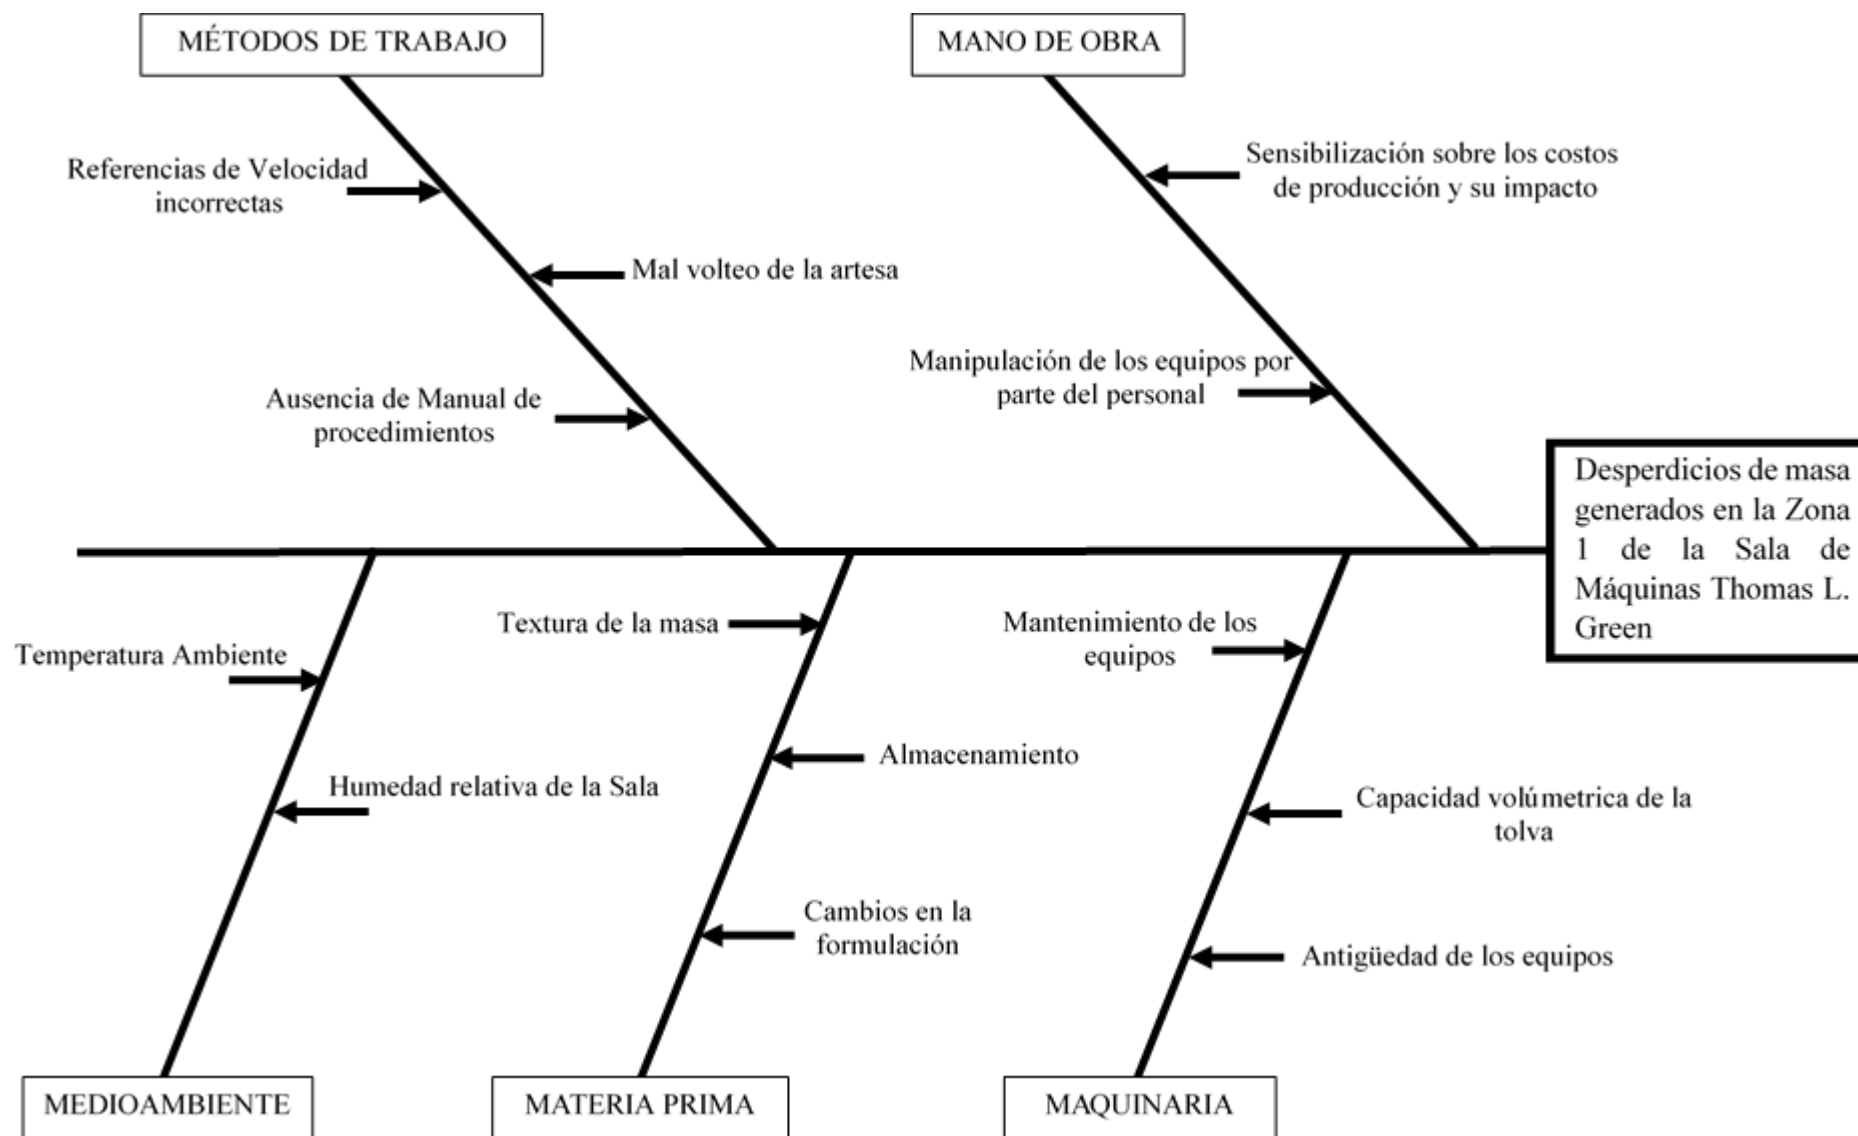 MÉTODOS DE TRABAJO
MANO DE OBRA
Referencias de Velocidad
incorrectas
Mal volteo de la artesa
Ausencia de Manual de
procedimientos
Sensibilización sobre los costos
de producción y su impacto
Manipulación de los equipos por
parte del personal
Desperdicios de masa
generados en la Zona
1 de la Sala de
Máquinas Thomas L.
Green
Temperatura Ambiente
Humedad relativa de la Sala
Textura de la masa
Almacenamiento
Cambios en la
formulación
Mantenimiento de los
equipos
Capacidad volúmetrica de la
tolva
Antigüedad de los equipos
MEDIOAMBIENTE
MATERIA PRIMA
MAQUINARIA